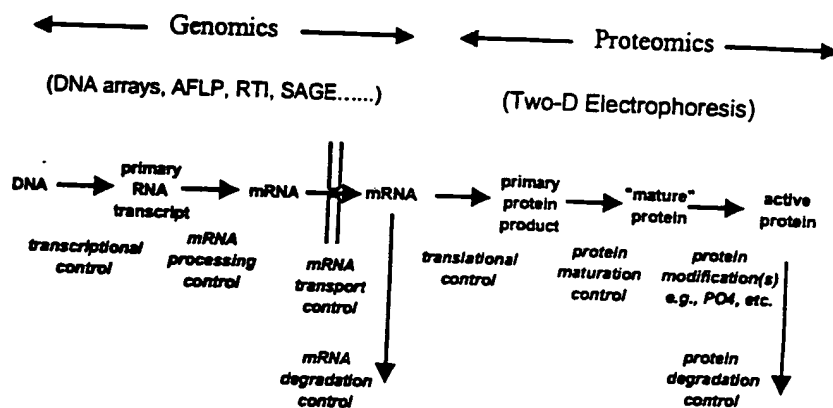 Genomics
Proteomics
(DNA arrays, AFLP, RTI, SAGE......)
(Two-D Electrophoresis)
DNA
primary
RNA
transcript
mRNA
mRNA
primary
protein
product
"mature"
protein
active
protein
transcriptional
control
mRNA
processing
control
mRNA
transport
control
translational
control
protein
maturation
control
protein
modification(s)
e.g., PO4, etc.
mRNA
degradation
control
protein
degradation
control